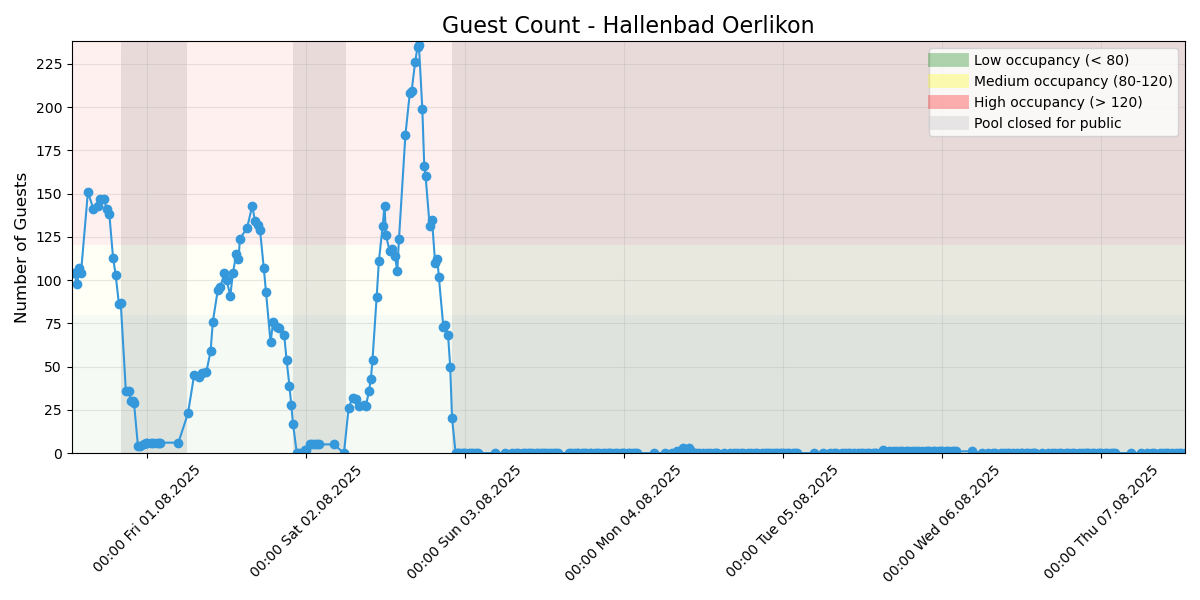 Guest Count - Hallenbad Oerlikon
Low occupancy (< 80)
Medium occupancy (80-120)
High occupancy (> 120)
Pool closed for public
Number of Guests
225
200
175
150
125
100
75
50
25
0
00:00 Fri 01.08.2025
00:00 Sat 02.08.2025
00:00 Sun 03.08.2025
00:00 Mon 04.08.2025
00:00 Tue 05.08.2025
00:00 Wed 06.08.2025
00:00 Thu 07.08.2025